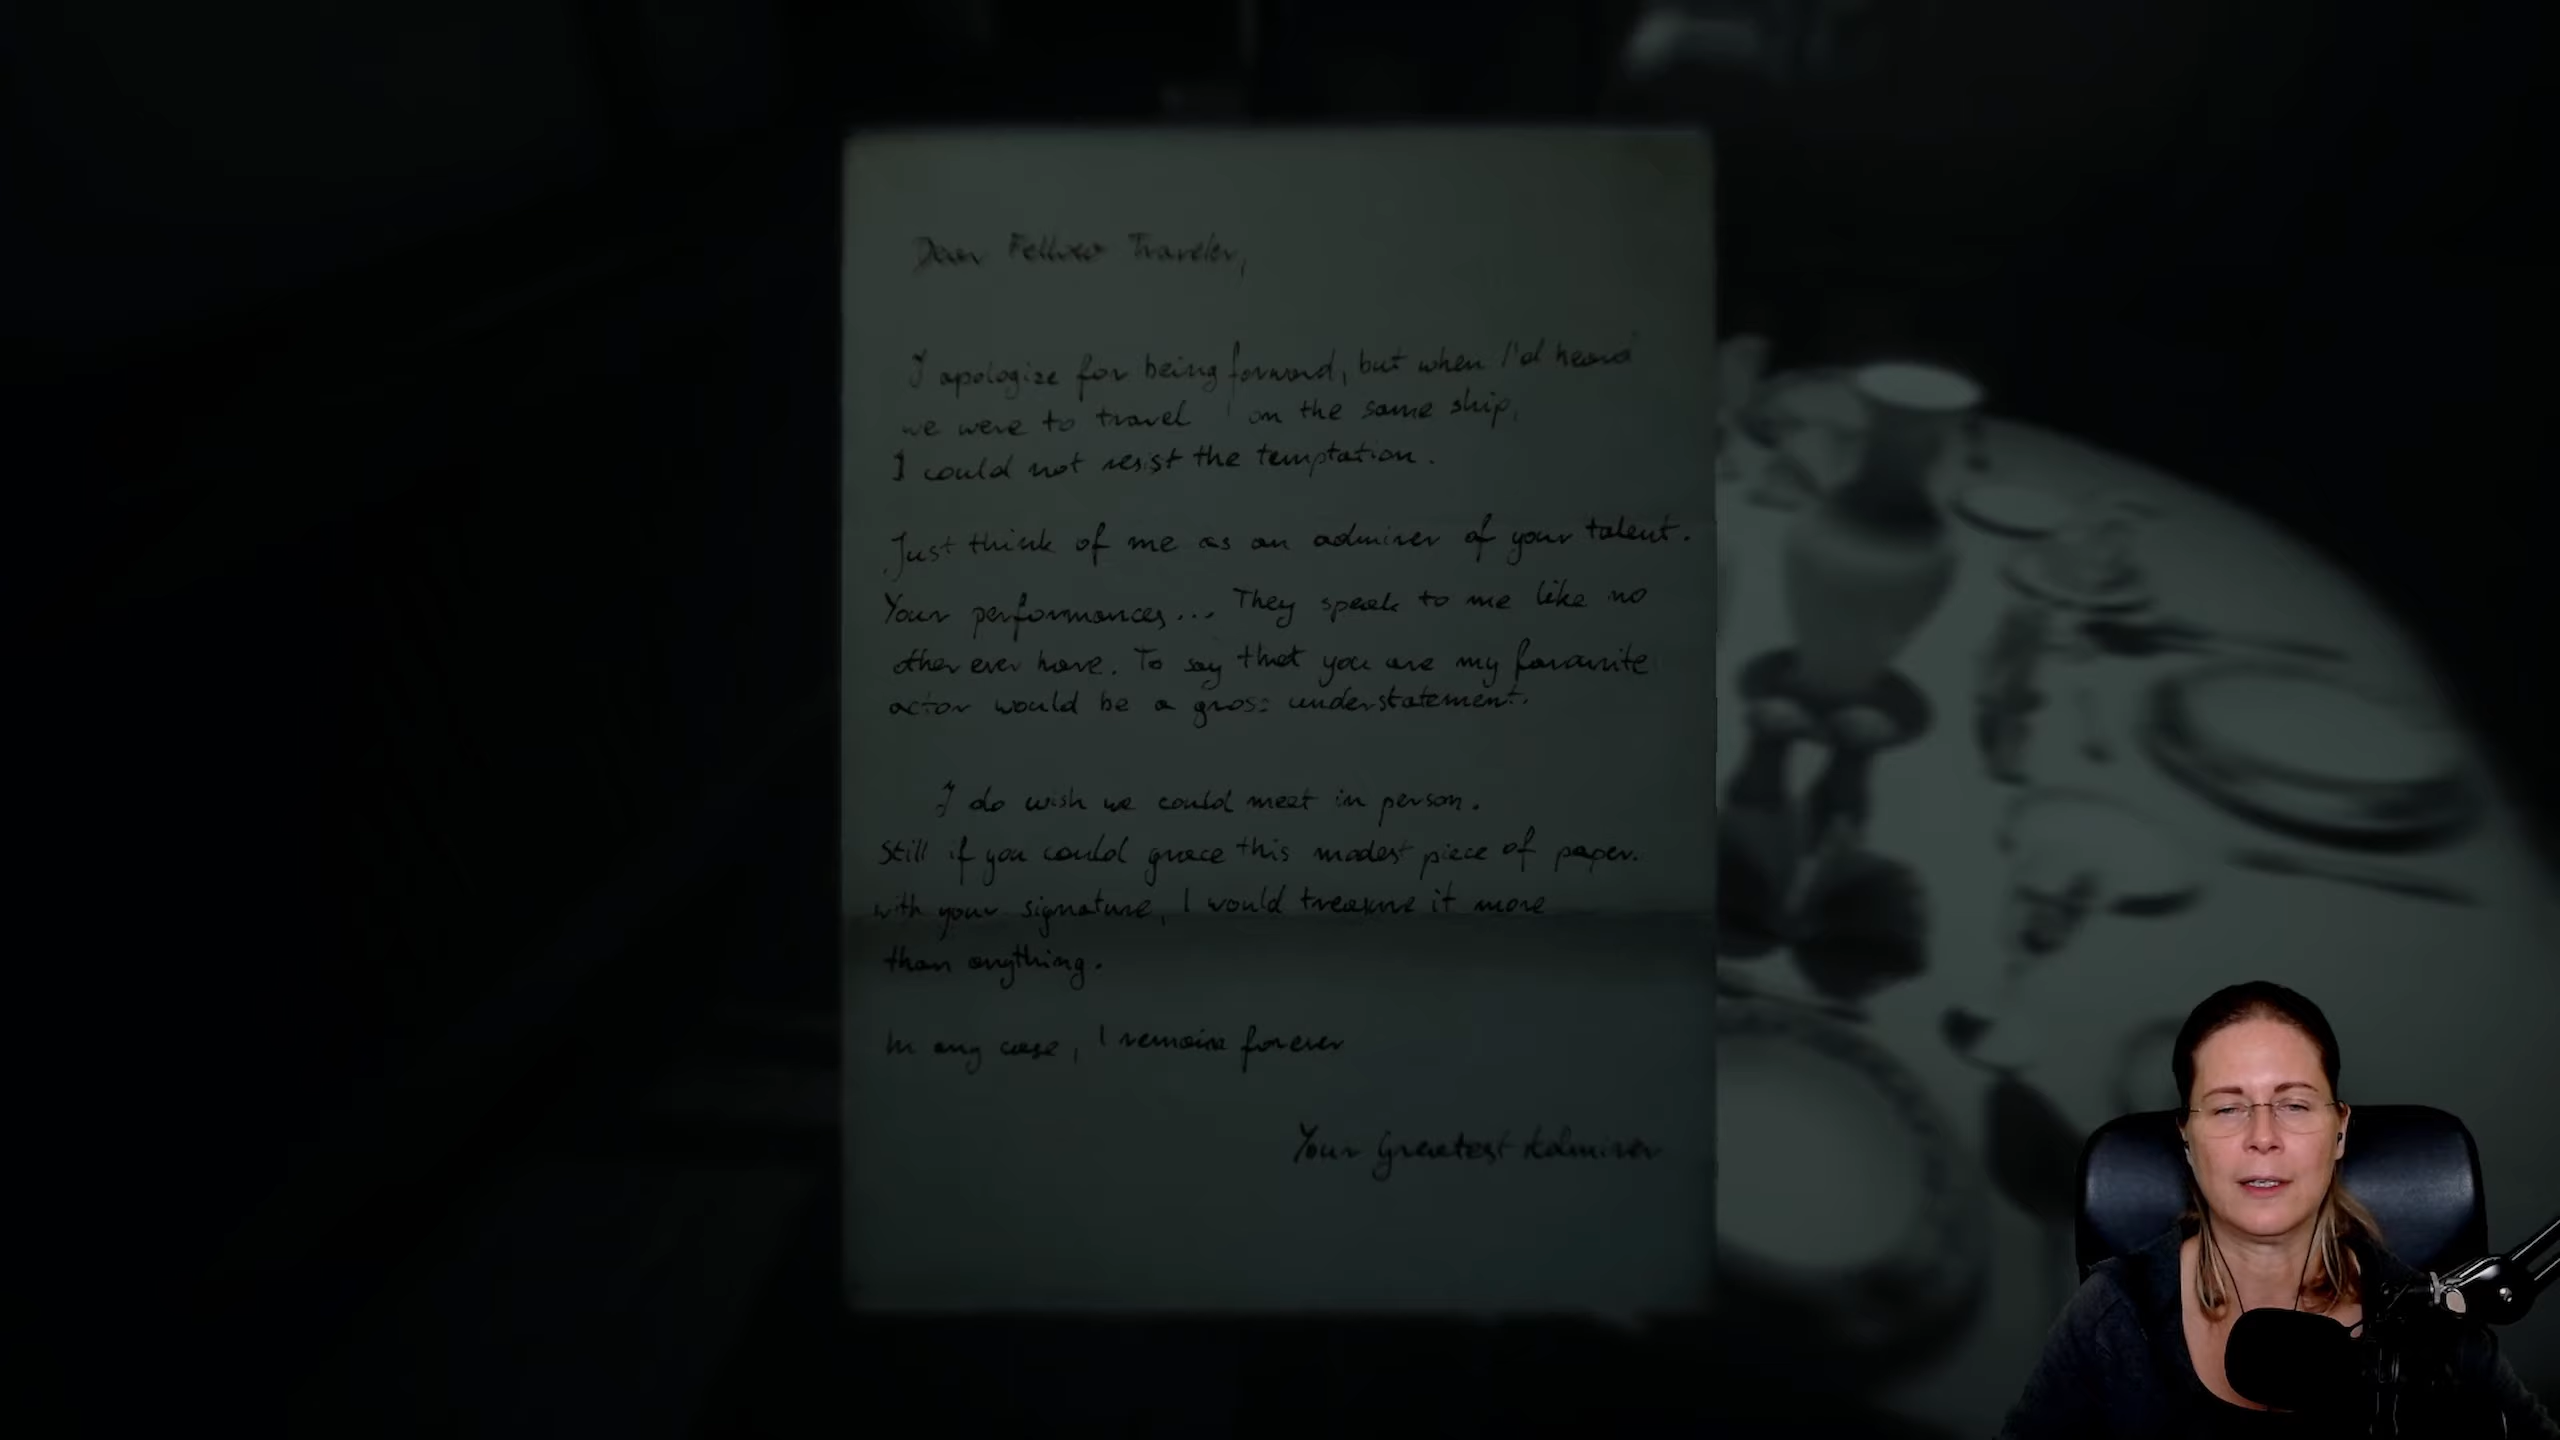 Dear Fellow Traveler,
I apologize for being forward, but when I'd heard
we were to travel on the same ship,
I could not resist the temptation.
Just think of me as an admirer of your talent.
Your performances... They speak to me like no
other ever have. To say that you are my favourite
actor would be a gross understatement.
I do wish we could meet in person.
Still if you could grace this modest piece of paper.
with your signature, I would treasure it more
than anything.
In any case, I remain forever
Your Greatest Admirer